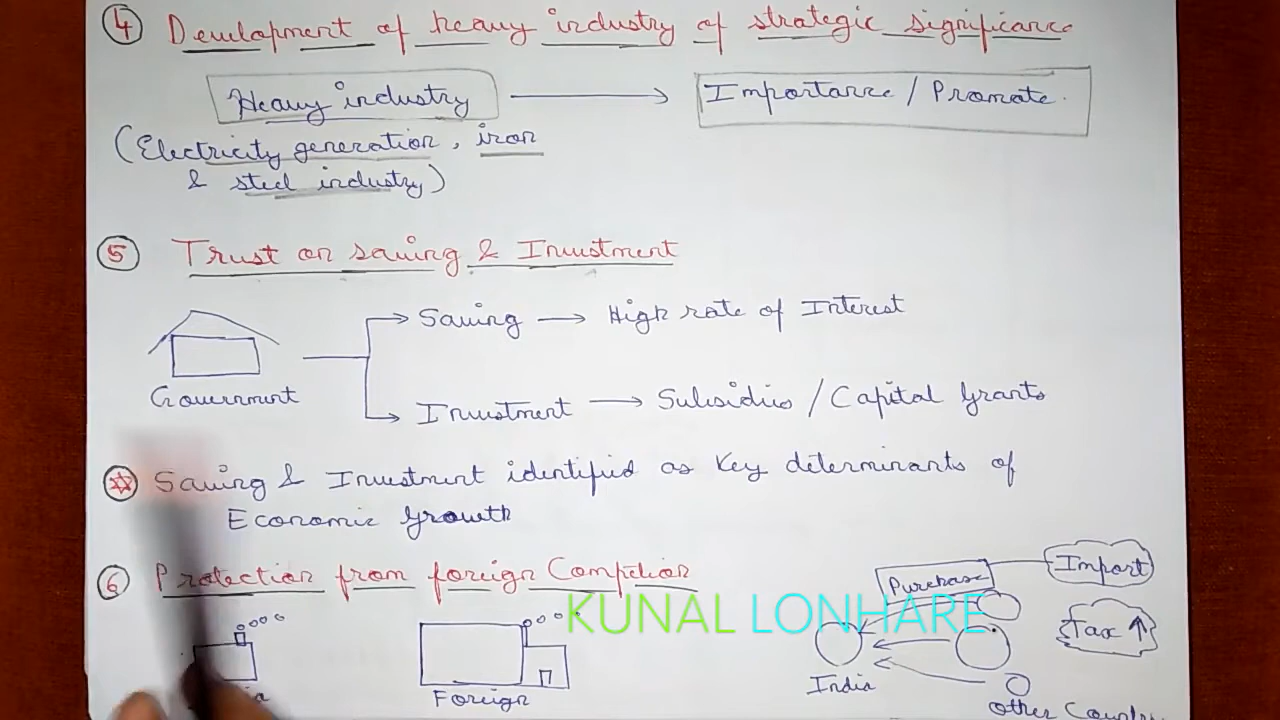 ④ Development of heavy industry of strategic significance
Heavy industry → Importance / Promote.
(Electricity generation, iron
& steel industry)
⑤ Trust on saving & Investment
Saving → High rate of Interest
Government
Investment → Subsidies / Capital Grants
Saving & Investment identified as Key determinants of
Economic Growth
⑥ Protection from foreign Compition
Import
Purchase
KUNAL LONHARE
Tax ↑
India
Foreign
other Country